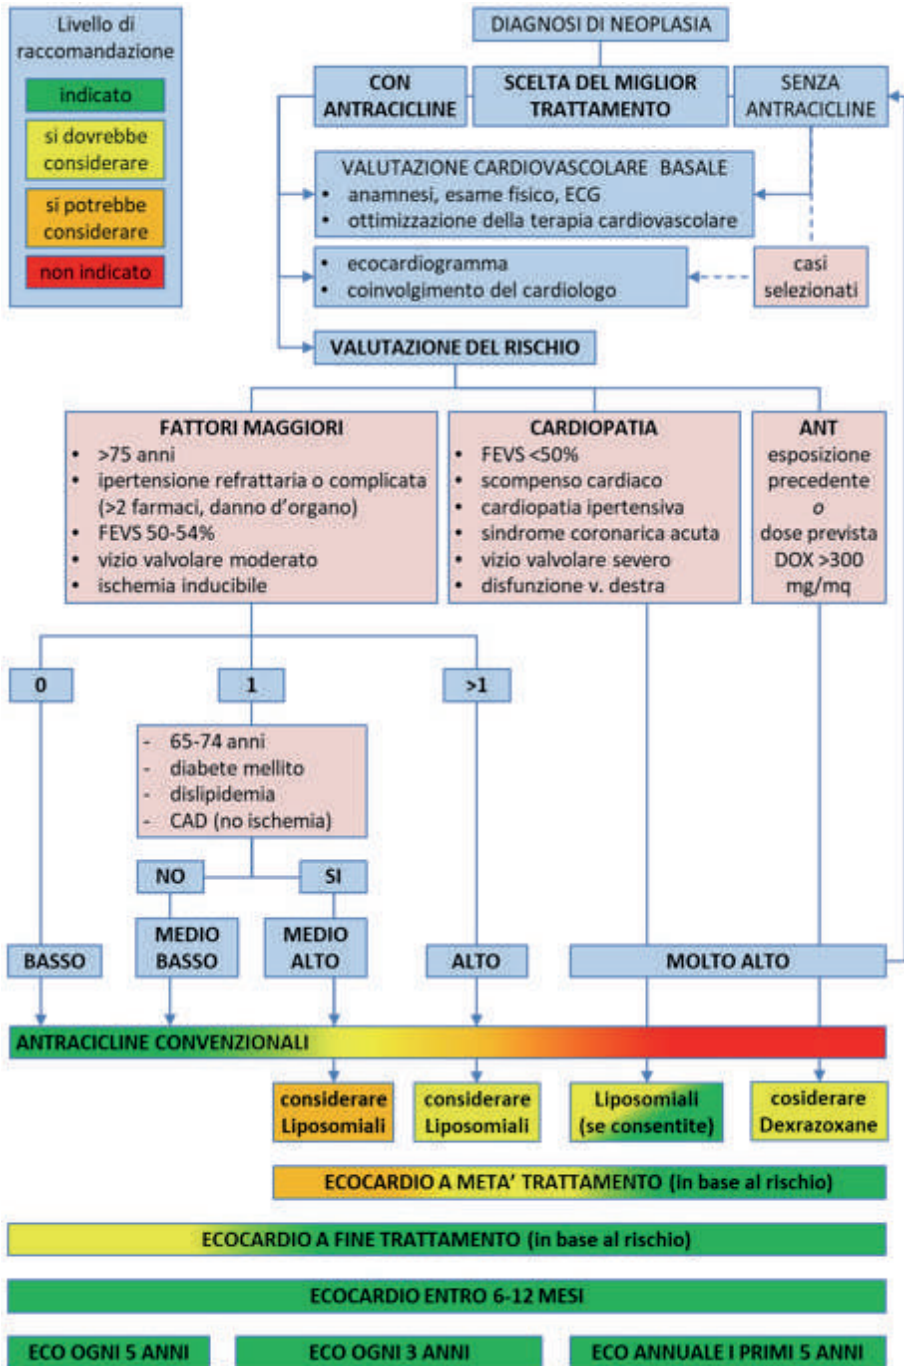 Livello di
raccomandazione
indicato
si dovrebbe
considerare
si potrebbe
considerare
non indicato
DIAGNOSI DI NEOPLASIA
CON
ANTRACICLINE
SCELTA DEL MIGLIOR
TRATTAMENTO
SENZA
ANTRACICLINE
VALUTAZIONE CARDIOVASCOLARE BASALE
• anamnesi, esame fisico, ECG
• ottimizzazione della terapia cardiovascolare
• ecocardiogramma
• coinvolgimento del cardiologo
casi
selezionati
VALUTAZIONE DEL RISCHIO
FATTORI MAGGIORI
• >75 anni
• ipertensione refrattaria o complicata
(>2 farmaci, danno d'organo)
• FEVS 50-54%
• vizio valvolare moderato
• ischemia inducibile
CARDIOPATIA
• FEVS <50%
• scompenso cardiaco
• cardiopatia ipertensiva
• sindrome coronarica acuta
• vizio valvolare severo
• disfunzione v. destra
ANT
esposizione
precedente
o
dose prevista
DOX >300
mg/mq
0
1
>1
- 65-74 anni
- diabete mellito
- dislipidemia
- CAD (no ischemia)
NO
SI
BASSO
MEDIO
BASSO
MEDIO
ALTO
ALTO
MOLTO ALTO
ANTRACICLINE CONVENZIONALI
considerare
Liposomiali
considerare
Liposomiali
Liposomiali
(se consentite)
cosiderare
Dexrazoxane
ECOCARDIO A META' TRATTAMENTO (in base al rischio)
ECOCARDIO A FINE TRATTAMENTO (in base al rischio)
ECOCARDIO ENTRO 6-12 MESI
ECO OGNI 5 ANNI
ECO OGNI 3 ANNI
ECO ANNUALE I PRIMI 5 ANNI